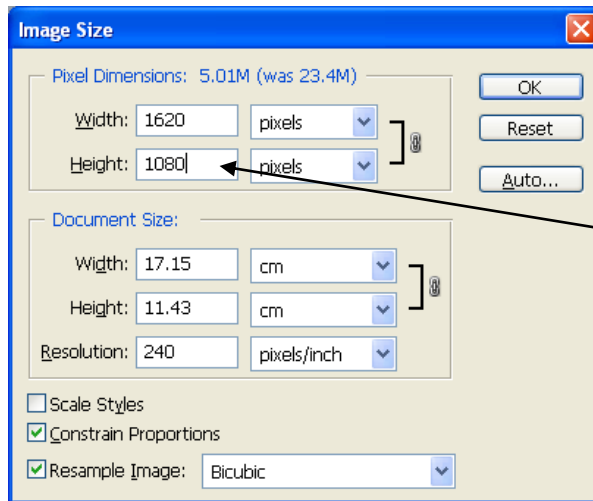 Image Size
Pixel Dimensions: 5.01M (was 23.4M)
OK
Width: 1620 pixels
Reset
Height: 1080 pixels
Auto...
Document Size:
Width: 17.15 cm
Height: 11.43 cm
Resolution: 240 pixels/inch
Scale Styles
Constrain Proportions
Resample Image: Bicubic